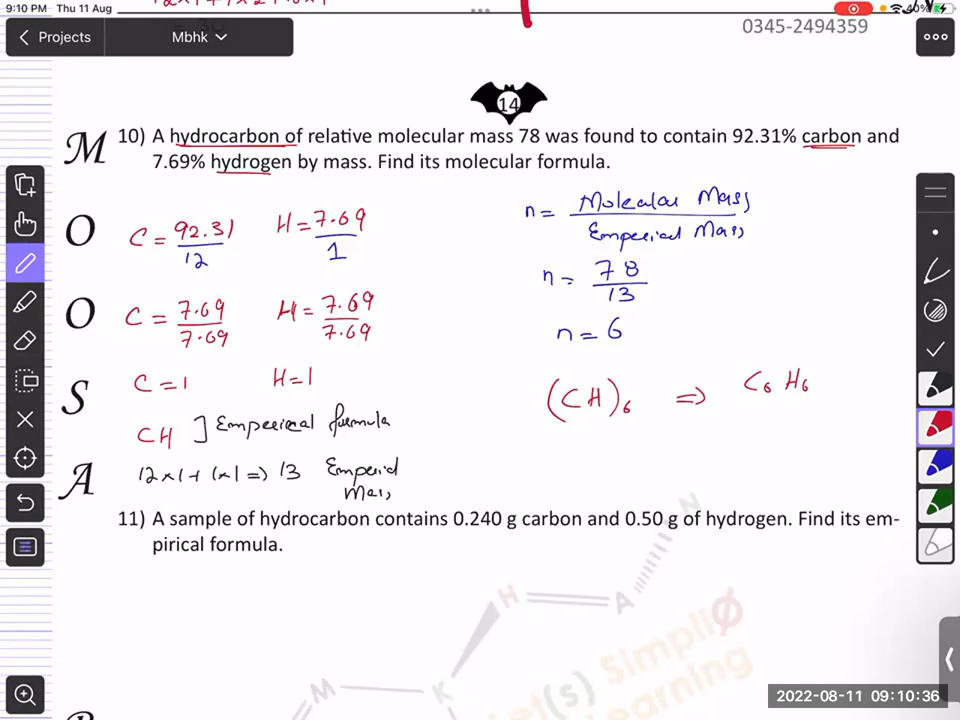 9:10 PM Thu 11 Aug
40%
Projects
Mbhk
0345-2494359
14
M
10) A hydrocarbon of relative molecular mass 78 was found to contain 92.31% carbon and
7.69% hydrogen by mass. Find its molecular formula.
n = Molecular Mass
Emperical Mass
O
C = 92.31 H = 7.69
12 1
n = 78
13
O
C = 7.69 H = 7.69
7.69 7.69
n = 6
S
C = 1 H = 1
(CH)6 => C6 H6
CH ] Emperical formula
A
12×1 + 1×1 => 13 Emperical
Mass
11) A sample of hydrocarbon contains 0.240 g carbon and 0.50 g of hydrogen. Find its em-
pirical formula.
N
H A
M K
Simplifi
Learning
2022-08-11 09:10:36